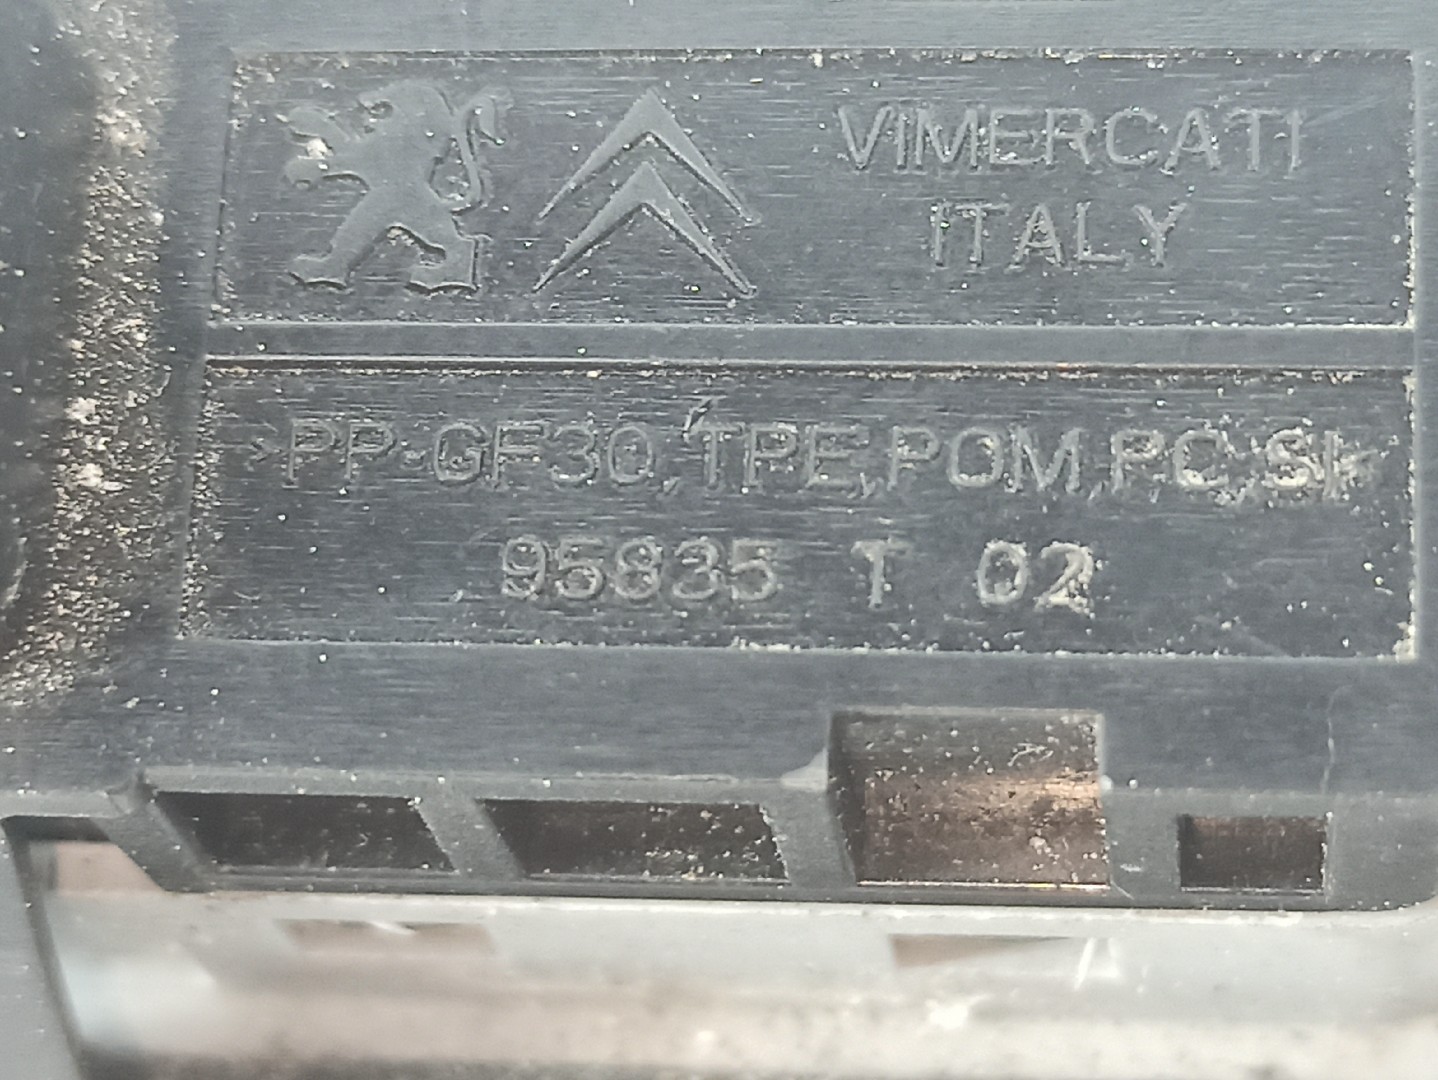 VIMERCATI
ITALY
>PP-GF30,TPE,POM,PC,SI<
95835 T 02